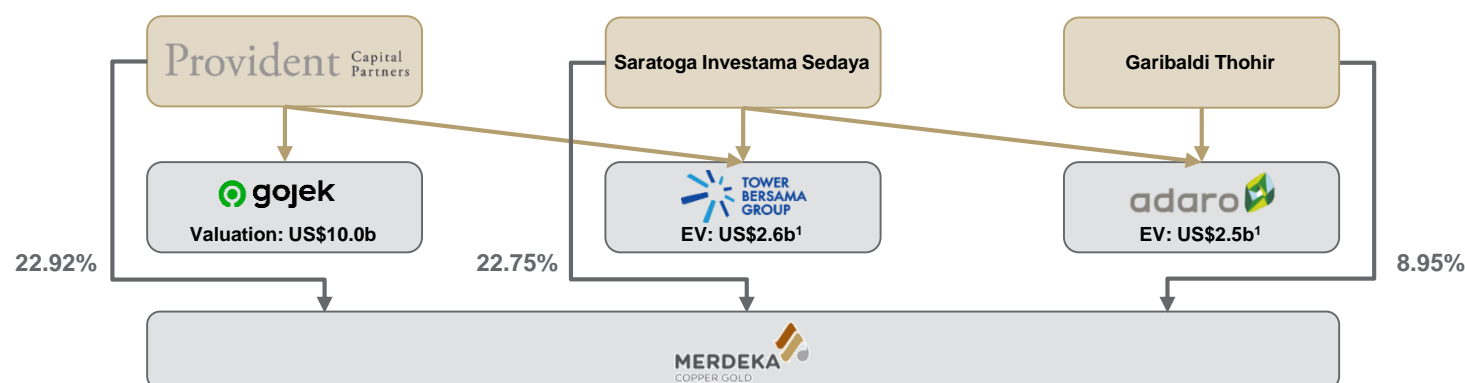 Provident Capital
Partners
Saratoga Investama Sedaya
Garibaldi Thohir
gojek
Valuation: US$10.0b
TOWER
BERSAMA
GROUP
EV: US$2.6b¹
adaro
EV: US$2.5b¹
22.92%
22.75%
8.95%
MERDEKA
COPPER GOLD